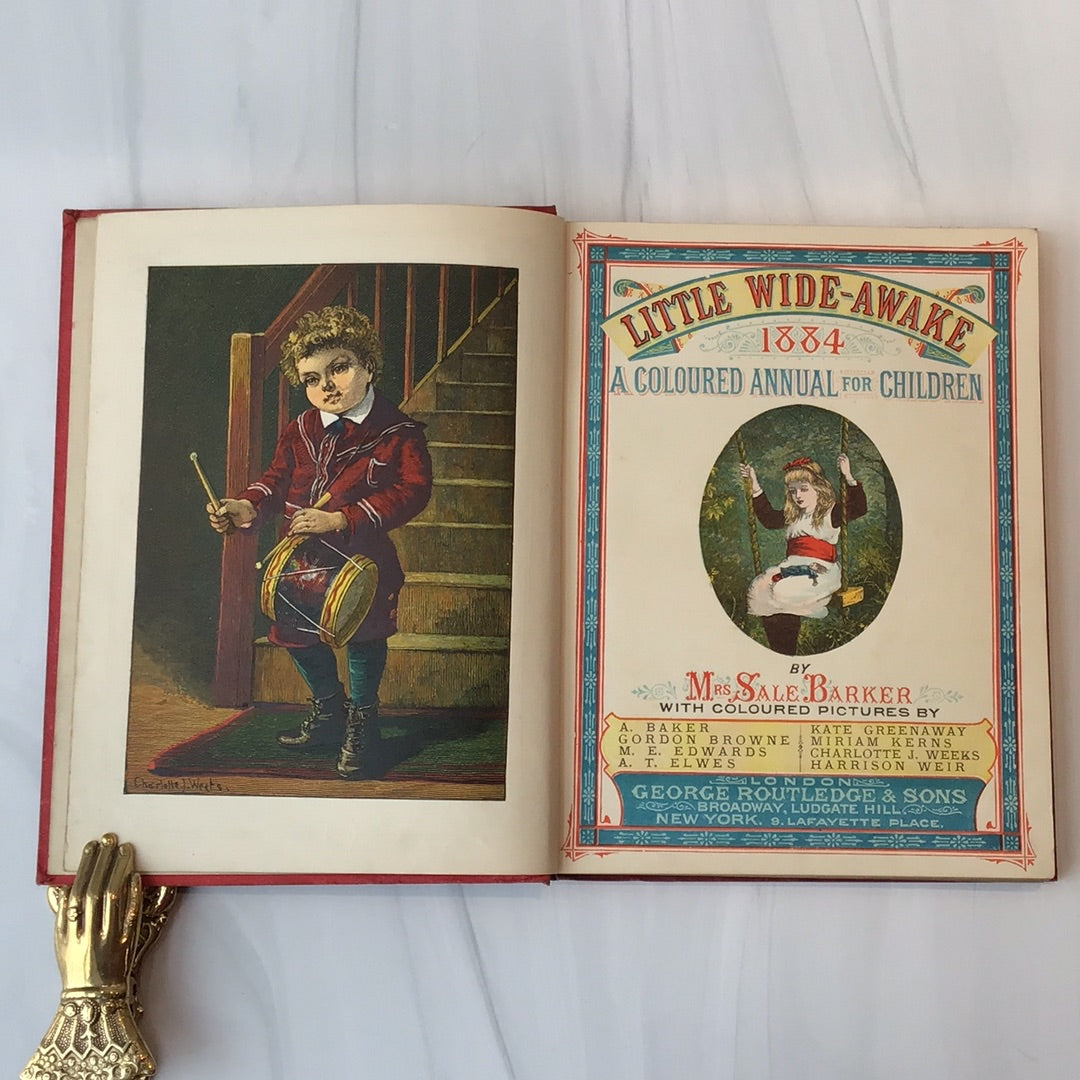 Charlotte J. Weeks.
LITTLE WIDE-AWAKE
1884
A COLOURED ANNUAL FOR CHILDREN
BY
MRS. SALE BARKER
WITH COLOURED PICTURES BY
A. BAKER
GORDON BROWNE
M. E. EDWARDS
A. T. ELWES
KATE GREENAWAY
MIRIAM KERNS
CHARLOTTE J. WEEKS
HARRISON WEIR
LONDON
GEORGE ROUTLEDGE & SONS
BROADWAY, LUDGATE HILL,
NEW YORK. 9. LAFAYETTE PLACE.